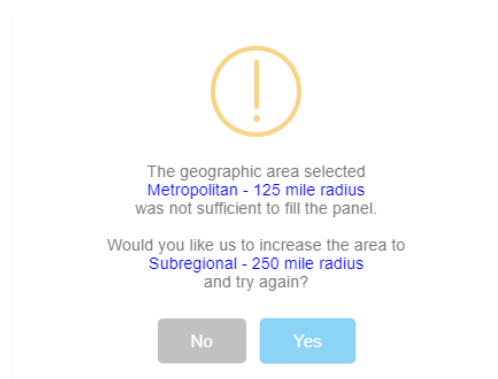 The geographic area selected
Metropolitan - 125 mile radius
was not sufficient to fill the panel.
Would you like us to increase the area to
Subregional - 250 mile radius
and try again?
No Yes